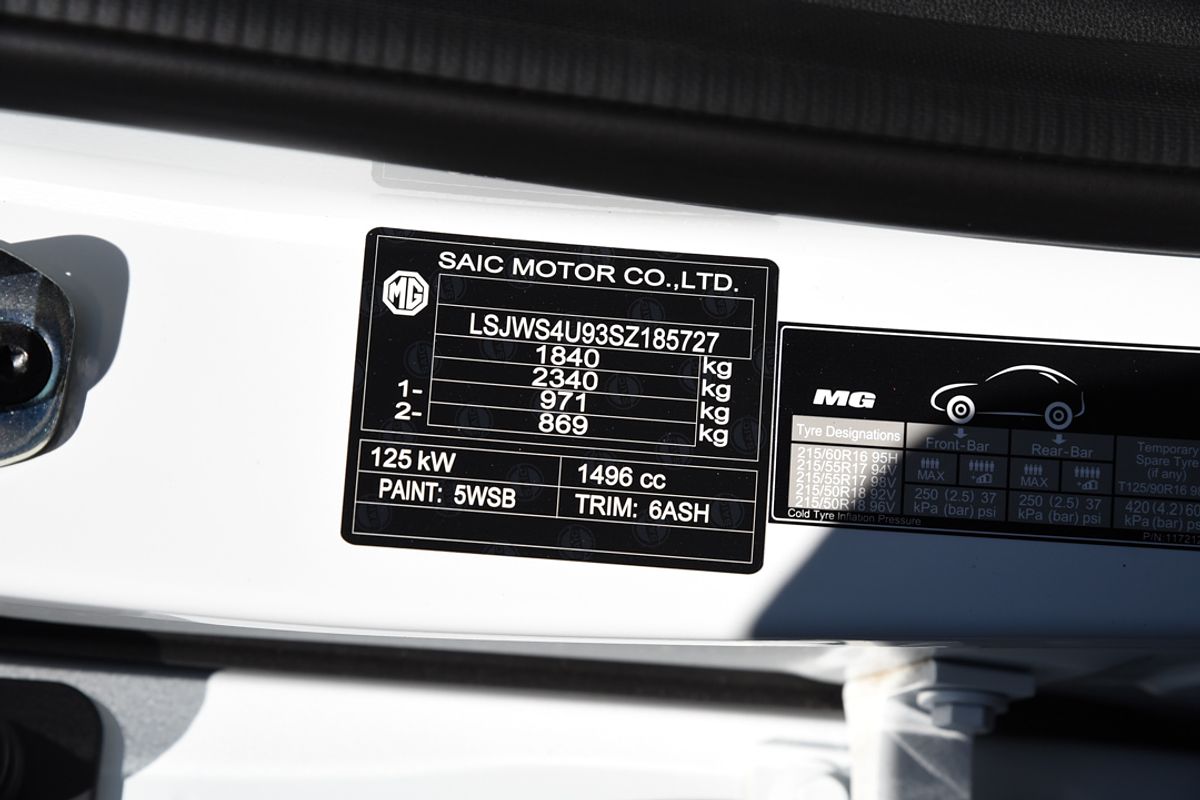 SAIC MOTOR CO.,LTD.
MG
LSJWS4U93SZ185727
1840 kg
2340 kg
1- 971 kg
2- 869 kg
125 kW 1496 cc
PAINT: 5WSB TRIM: 6ASH
MG
Tyre Designations Front-Bar Rear-Bar Temporary
Spare Tyre
(if any)
MAX MAX
215/60R16 95H
215/55R17 94V
215/55R17 98V
215/50R18 92V
215/50R18 96V
T125/90R16
250 (2.5) 37 250 (2.5) 37 420 (4.2)
kPa (bar) psi kPa (bar) psi kPa (bar) psi
Cold Tyre Inflation Pressure